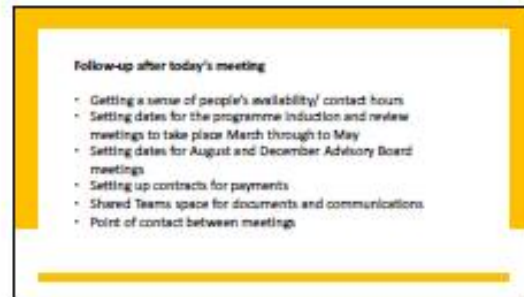 Follow-up after today's meeting
• Getting a sense of people's availability/ contact hours
• Setting dates for the programme induction and review
meetings to take place March through to May
• Setting dates for August and December Advisory Board
meetings
• Setting up contracts for payments
• Shared Teams space for documents and communications
• Point of contact between meetings